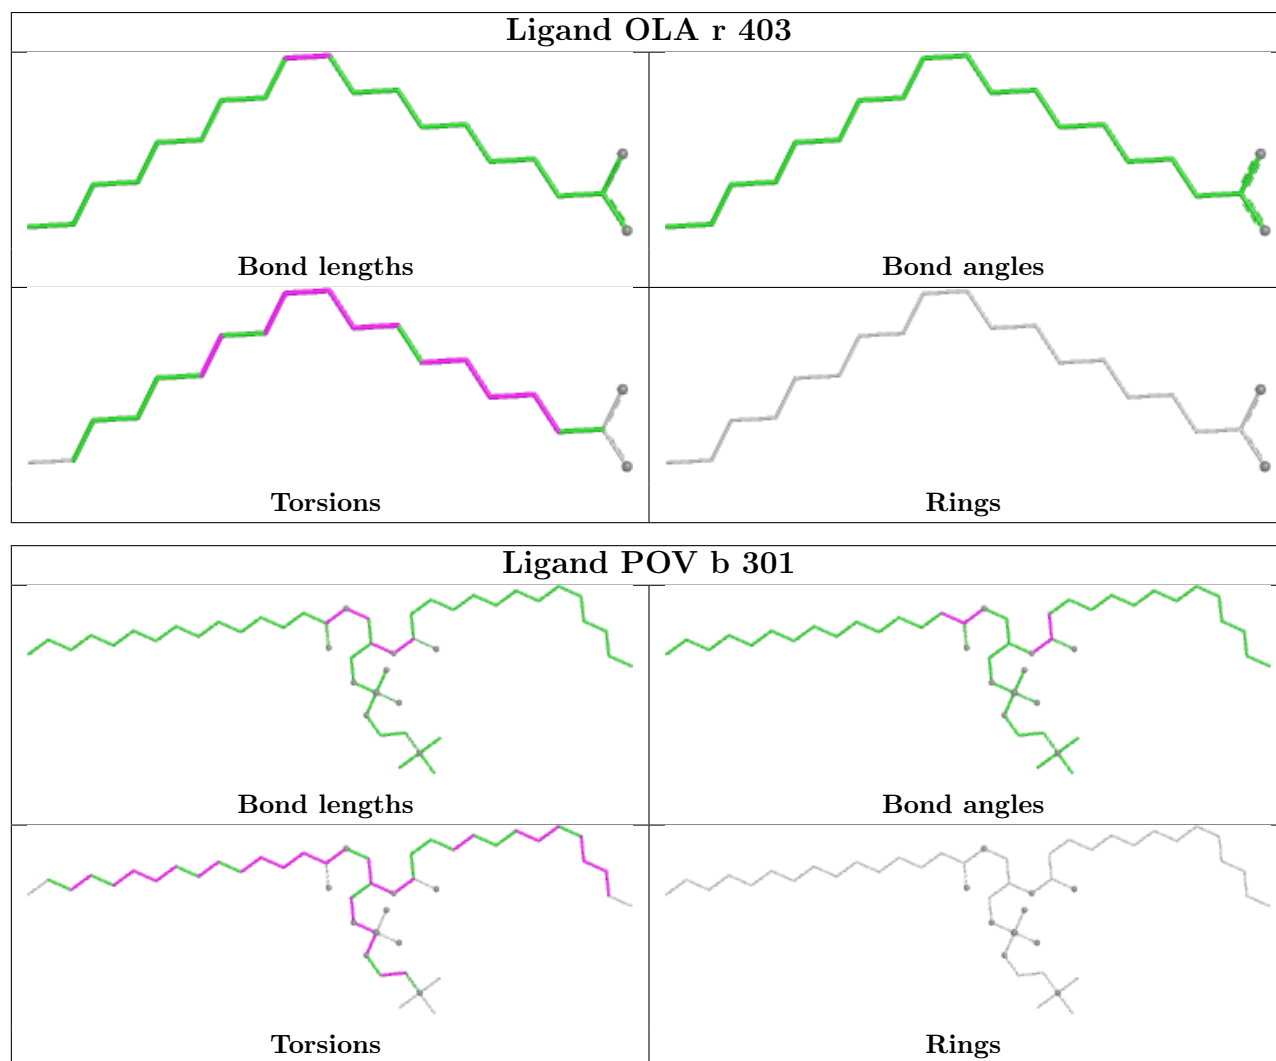 Ligand OLA r 403
Bond lengths
Bond angles
Torsions
Rings
Ligand POV b 301
Bond lengths
Bond angles
Torsions
Rings